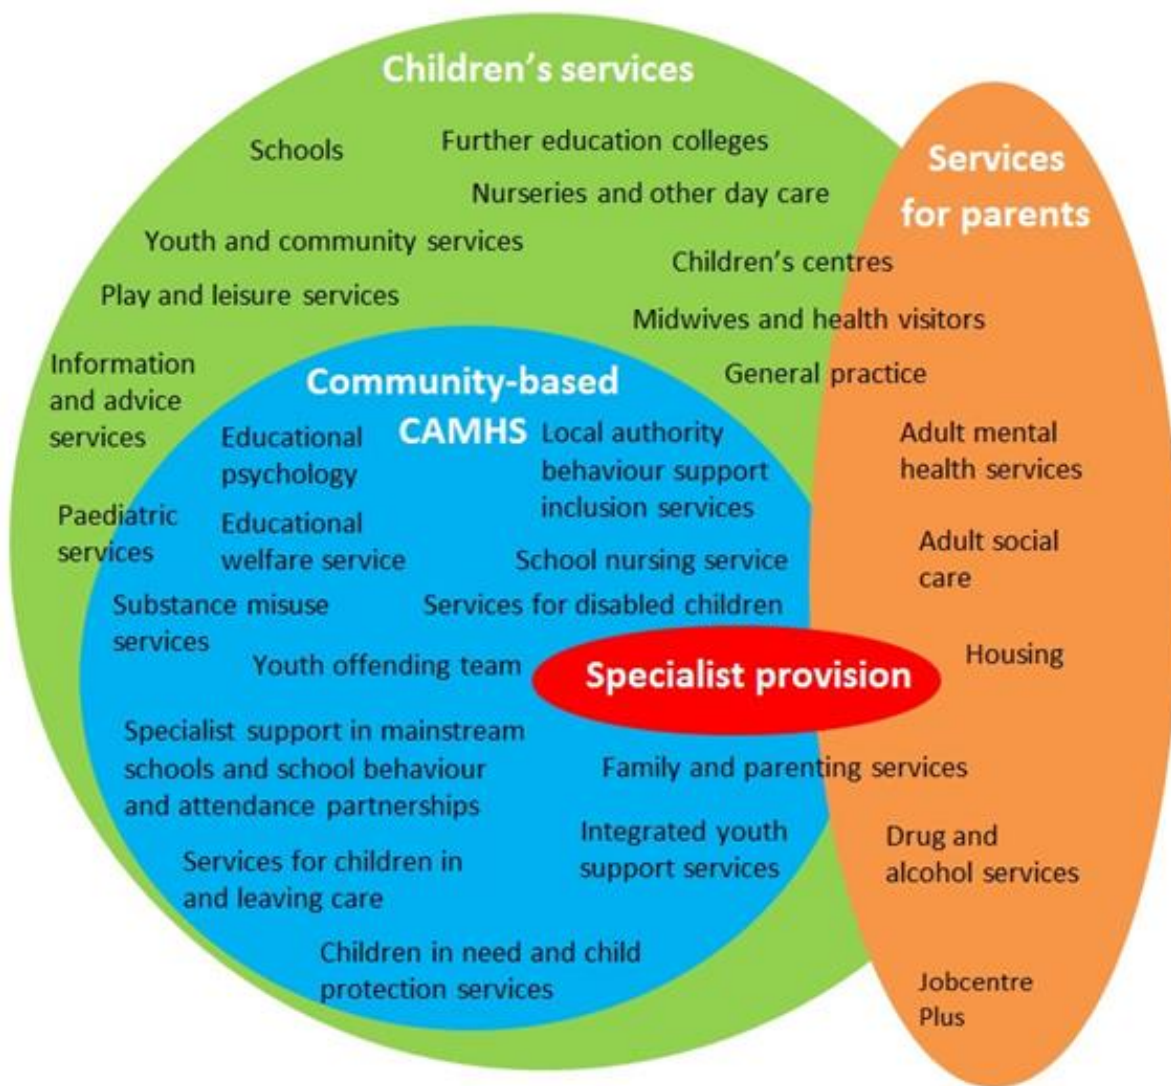 Children's services
Schools
Further education colleges
Nurseries and other day care
Youth and community services
Children's centres
Play and leisure services
Midwives and health visitors
General practice
Information
and advice
services
Paediatric
services
Services
for parents
Adult mental
health services
Adult social
care
Housing
Drug and
alcohol services
Jobcentre
Plus
Community-based
CAMHS
Educational
psychology
Local authority
behaviour support
inclusion services
Educational
welfare service
School nursing service
Substance misuse
services
Services for disabled children
Youth offending team
Specialist provision
Specialist support in mainstream
schools and school behaviour
and attendance partnerships
Family and parenting services
Integrated youth
support services
Services for children in
and leaving care
Children in need and child
protection services